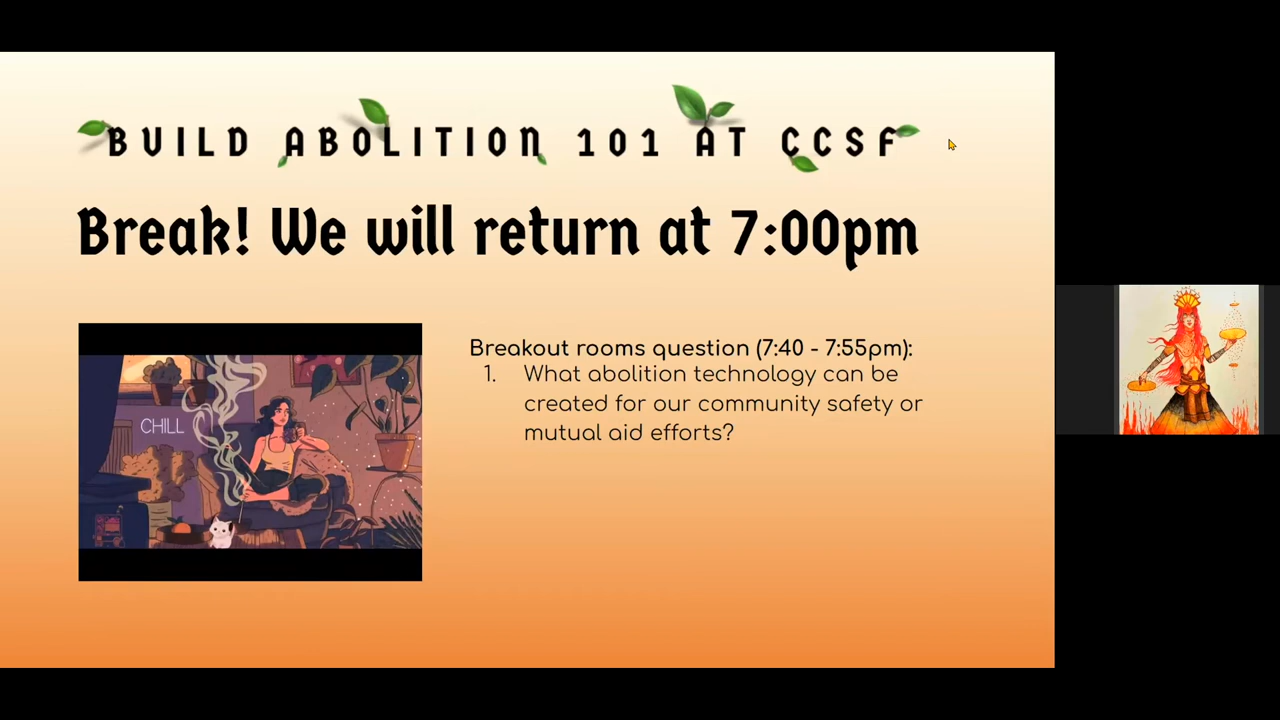 BUILD ABOLITION 101 AT CCSF
Break! We will return at 7:00pm
CHILL
Breakout rooms question (7:40 - 7:55pm):
1. What abolition technology can be
created for our community safety or
mutual aid efforts?